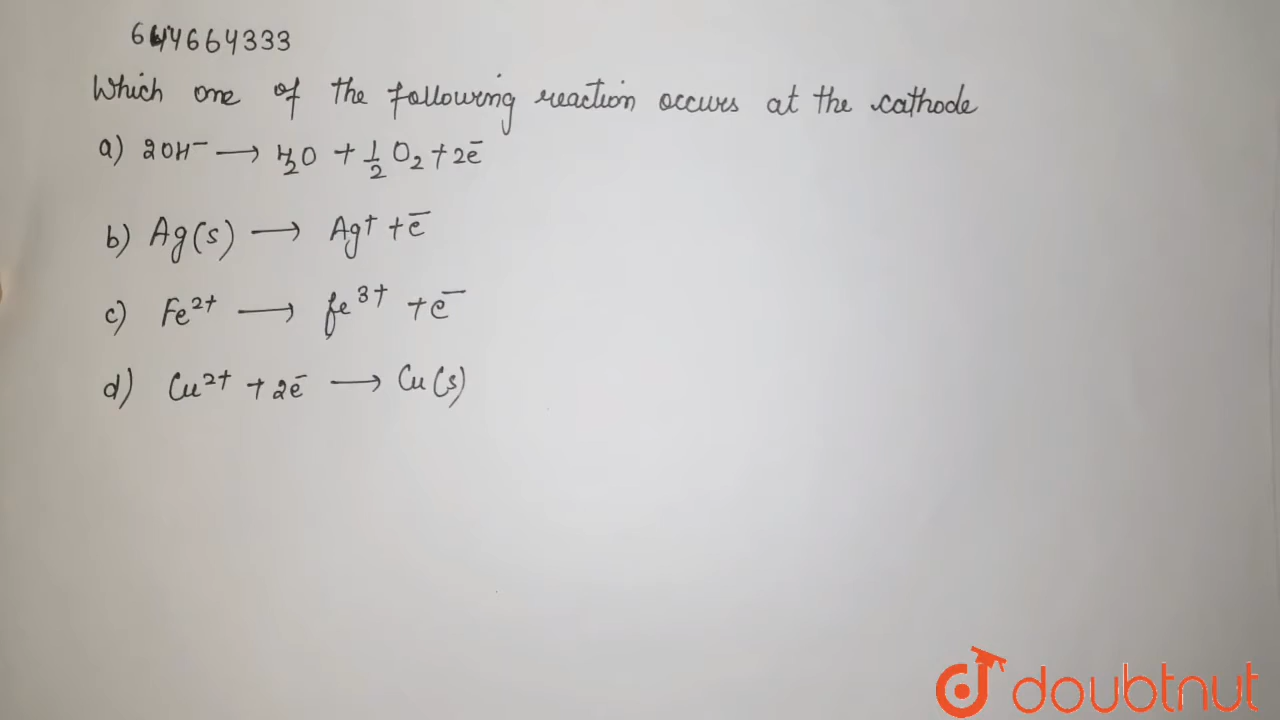 644664333
Which one of the following reaction occurs at the cathode
a) 2OH⁻ → H₂O + 1/2 O₂ + 2e⁻
b) Ag(s) → Ag⁺ + e⁻
c) Fe²⁺ → fe³⁺ + e⁻
d) Cu²⁺ + 2e⁻ → Cu(s)
doubtnut